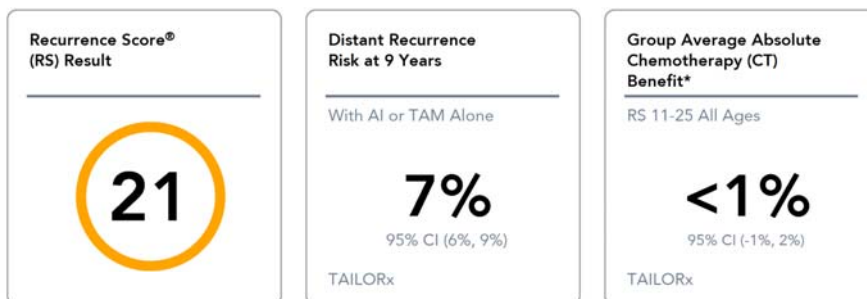 Recurrence Score®
(RS) Result
21
Distant Recurrence
Risk at 9 Years
With AI or TAM Alone
7%
95% CI (6%, 9%)
TAILORx
Group Average Absolute
Chemotherapy (CT)
Benefit*
RS 11-25 All Ages
<1%
95% CI (-1%, 2%)
TAILORx